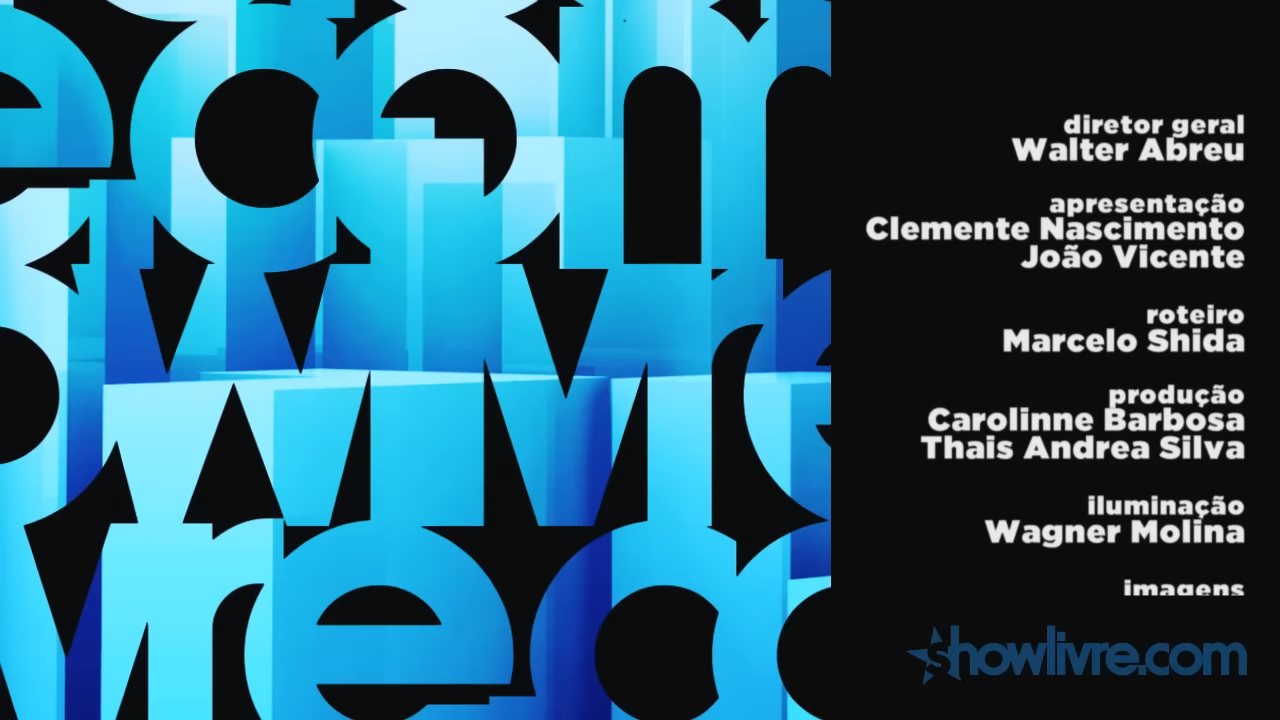 diretor geral
Walter Abreu
apresentação
Clemente Nascimento
João Vicente
roteiro
Marcelo Shida
produção
Carolinne Barbosa
Thais Andrea Silva
iluminação
Wagner Molina
imagens
showlivre.com